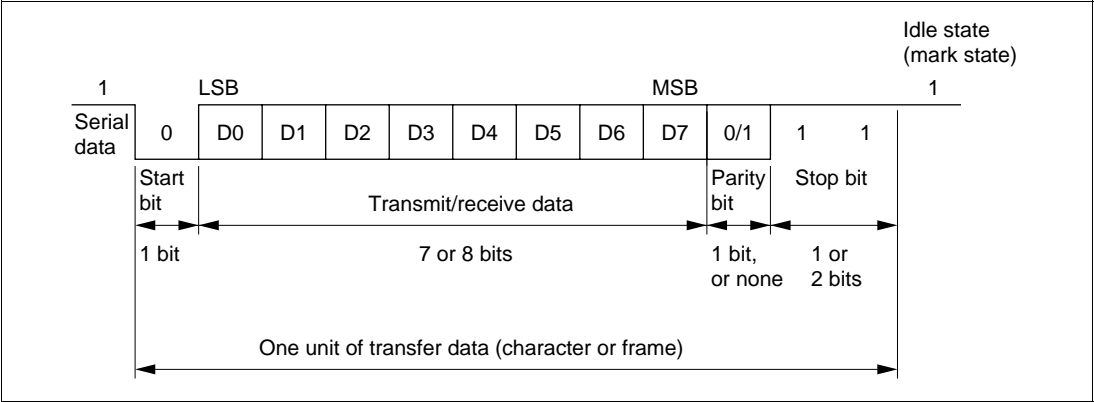 Idle state
(mark state)
1 LSB MSB 1
Serial
data
0 D0 D1 D2 D3 D4 D5 D6 D7 0/1 1 1
Start
bit
Transmit/receive data
Parity
bit
Stop bit
1 bit
7 or 8 bits
1 bit,
or none
1 or
2 bits
One unit of transfer data (character or frame)